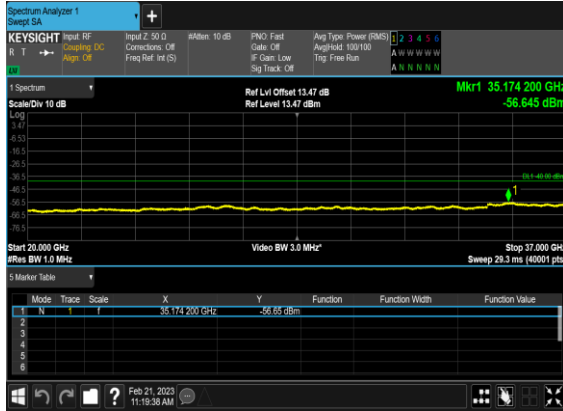 Spectrum Analyzer 1
Swept SA
+
KEYSIGHT Input: RF Input Z: 50 Ω #Atten: 10 dB PNO: Fast Avg Type: Power (RMS) 1 2 3 4 5 6
R T Coupling: DC Corrections: Off Gate: Off Avg|Hold: 100/100 A W W W W W
Align: Off Freq Ref: Int (S) IF Gain: Low Trig: Free Run
Sig Track: Off A N N N N N
1 Spectrum Ref Lvl Offset 13.47 dB Mkr1 35.174 200 GHz
Scale/Div 10 dB Ref Level 13.47 dBm -56.645 dBm
Log
3.47
-6.53
-16.5
-26.5
DL1 -40.00 dBm
-36.5
-46.5
1
-56.5
-66.5
-76.5
Start 20.000 GHz Video BW 3.0 MHz* Stop 37.000 GHz
#Res BW 1.0 MHz Sweep 29.3 ms (40001 pts)
5 Marker Table
Mode Trace Scale X Y Function Function Width Function Value
1 N 1 f 35.174 200 GHz -56.65 dBm
2
3
4
5
6
? Feb 21, 2023
11:19:38 AM